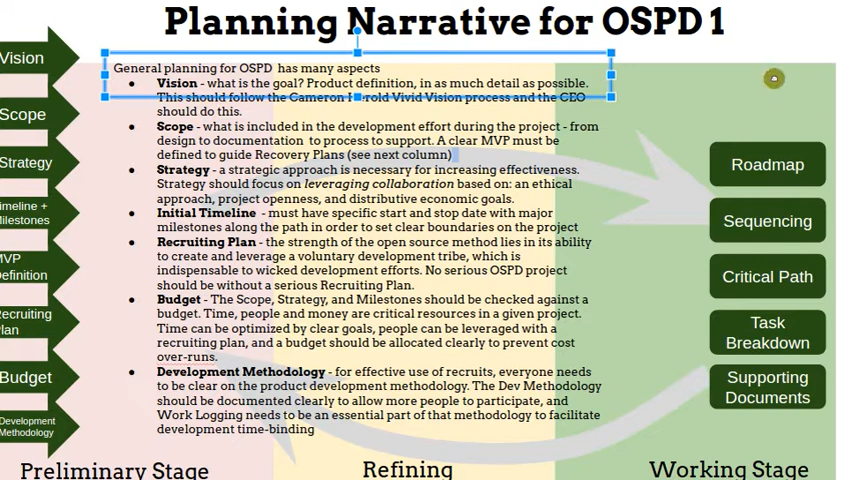 Planning Narrative for OSPD 1
Vision
Scope
Strategy
imeline +
Milestones
MVP
Definition
Recruiting
Plan
Budget
Development
Methodology
General planning for OSPD has many aspects
● Vision - what is the goal? Product definition, in as much detail as possible.
This should follow the Cameron Herold Vivid Vision process and the CEO
should do this.
● Scope - what is included in the development effort during the project - from
design to documentation to process to support. A clear MVP must be
defined to guide Recovery Plans (see next column)
● Strategy - a strategic approach is necessary for increasing effectiveness.
Strategy should focus on leveraging collaboration based on: an ethical
approach, project openness, and distributive economic goals.
● Initial Timeline - must have specific start and stop date with major
milestones along the path in order to set clear boundaries on the project
● Recruiting Plan - the strength of the open source method lies in its ability
to create and leverage a voluntary development tribe, which is
indispensable to wicked development efforts. No serious OSPD project
should be without a serious Recruiting Plan.
● Budget - The Scope, Strategy, and Milestones should be checked against a
budget. Time, people and money are critical resources in a given project.
Time can be optimized by clear goals, people can be leveraged with a
recruiting plan, and a budget should be allocated clearly to prevent cost
over-runs.
● Development Methodology - for effective use of recruits, everyone needs
to be clear on the product development methodology. The Dev Methodology
should be documented clearly to allow more people to participate, and
Work Logging needs to be an essential part of that methodology to facilitate
development time-binding
Roadmap
Sequencing
Critical Path
Task
Breakdown
Supporting
Documents
Preliminary Stage
Refining
Working Stage